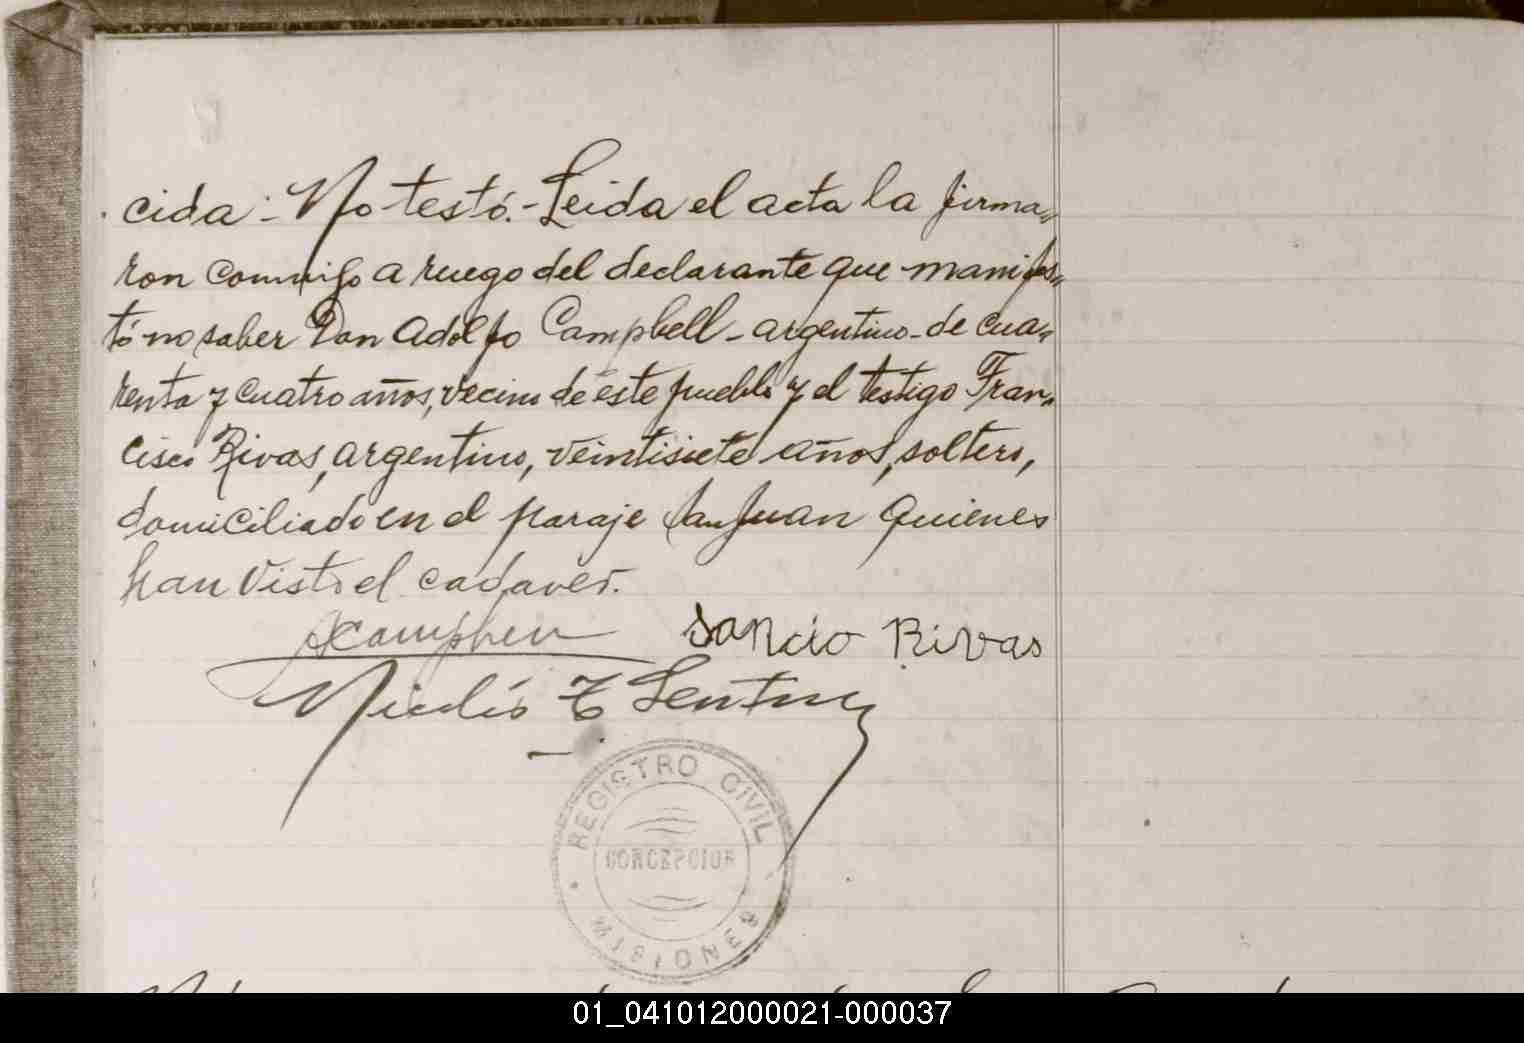 cida.- No testó.- Leida el acta la firma=
ron conmigo a ruego del declarante que manifes=
tó no saber Don Adolfo Campbell - argentino - de cua=
renta y cuatro años, vecino de este pueblo y el testigo Fran=
cisco Rivas, argentino, veintisiete años, soltero,
domiciliado en el paraje San Juan quienes
han visto el cadaver.
Rivas
Nicolás
REGISTRO CIVIL
CONCEPCION
MISIONES
01_041012000021-000037